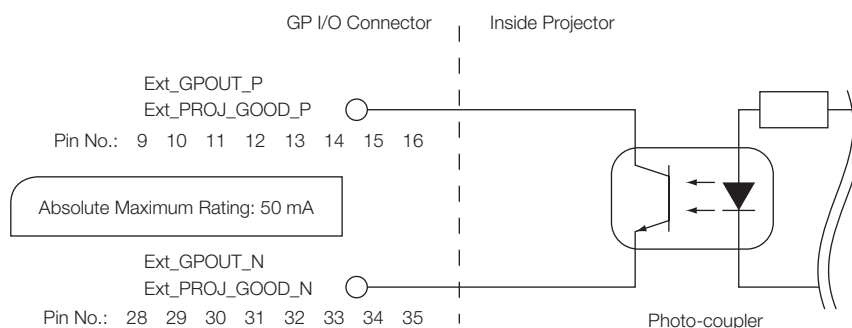 GP I/O Connector
Inside Projector
Ext_GPOUT_P
Ext_PROJ_GOOD_P
Pin No.: 9 10 11 12 13 14 15 16
Absolute Maximum Rating: 50 mA
Ext_GPOUT_N
Ext_PROJ_GOOD_N
Pin No.: 28 29 30 31 32 33 34 35
Photo-coupler